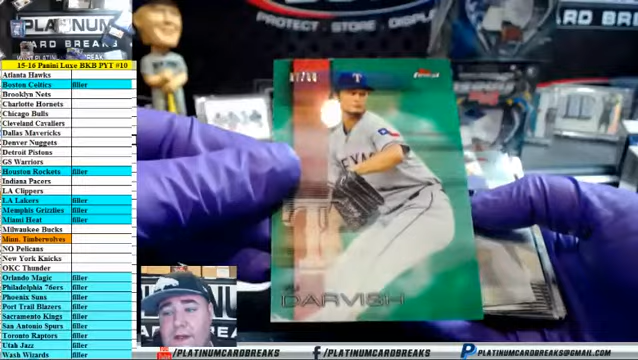 PLATINUM
CARD BREAKS
15-16 Panini Luxe BKB PYT #10
Atlanta Hawks
Boston Celtics filler
Brooklyn Nets
Charlotte Hornets
Chicago Bulls
Cleveland Cavaliers
Dallas Mavericks
Denver Nuggets
Detroit Pistons
GS Warriors
Houston Rockets filler
Indiana Pacers
LA Clippers
LA Lakers filler
Memphis Grizzlies filler
Miami Heat filler
Milwaukee Bucks
Minn. Timberwolves
NO Pelicans
New York Knicks
OKC Thunder
Orlando Magic filler
Philadelphia 76ers filler
Phoenix Suns filler
Port Trail Blazers filler
Sacramento Kings filler
San Antonio Spurs filler
Toronto Raptors filler
Utah Jazz filler
Wash Wizards filler
PROTECT · STORE · DISPLAY
T
TEXAS
DARVISH
/PLATINUMCARDBREAKS
/PLATINUMCARDBREAKS
PLATINUMCARDBREAKS@GMAIL.COM